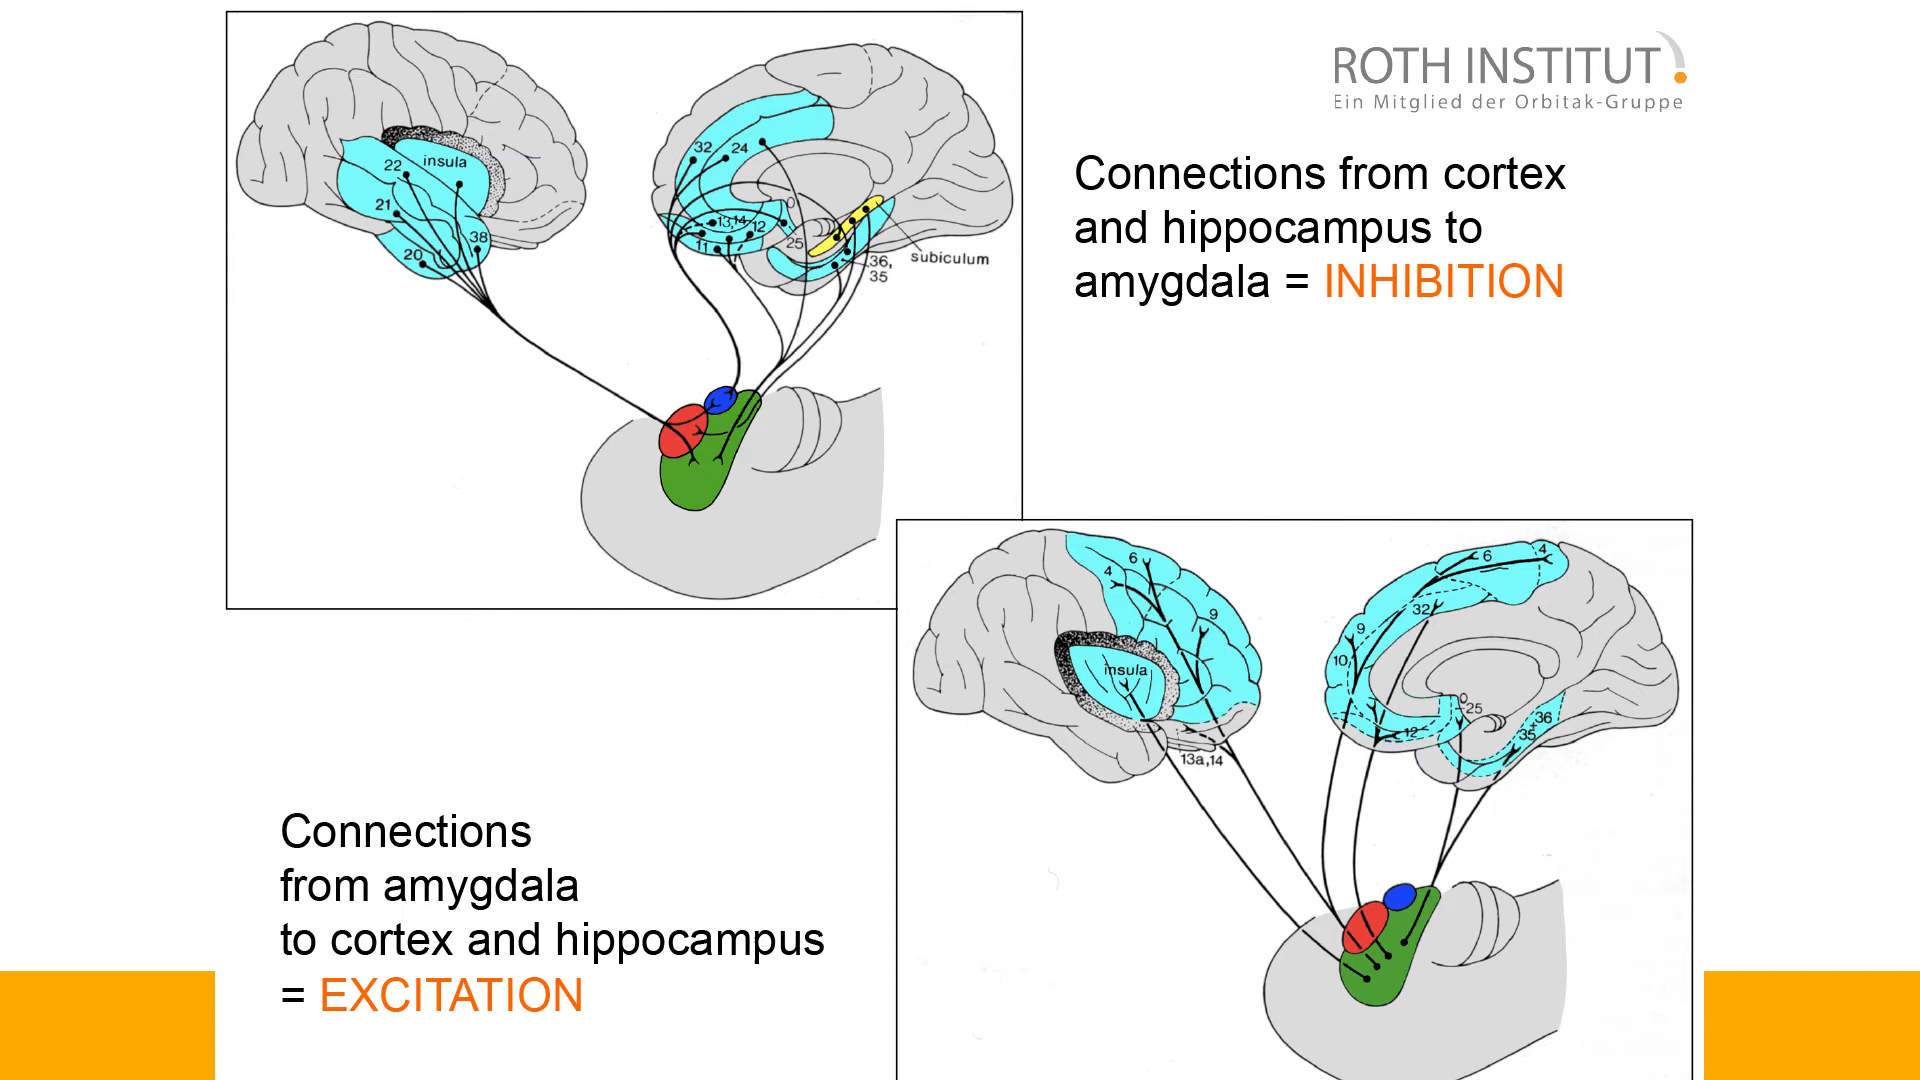 ROTH INSTITUT
Ein Mitglied der Orbitak-Gruppe
Connections from cortex
and hippocampus to
amygdala = INHIBITION
22
insula
21
20
38
32
24
13,14
12
11
25
36,
35
subiculum
Connections
from amygdala
to cortex and hippocampus
= EXCITATION
6
4
9
insula
13a,14
6
4
32
9
10
25
12
36
35